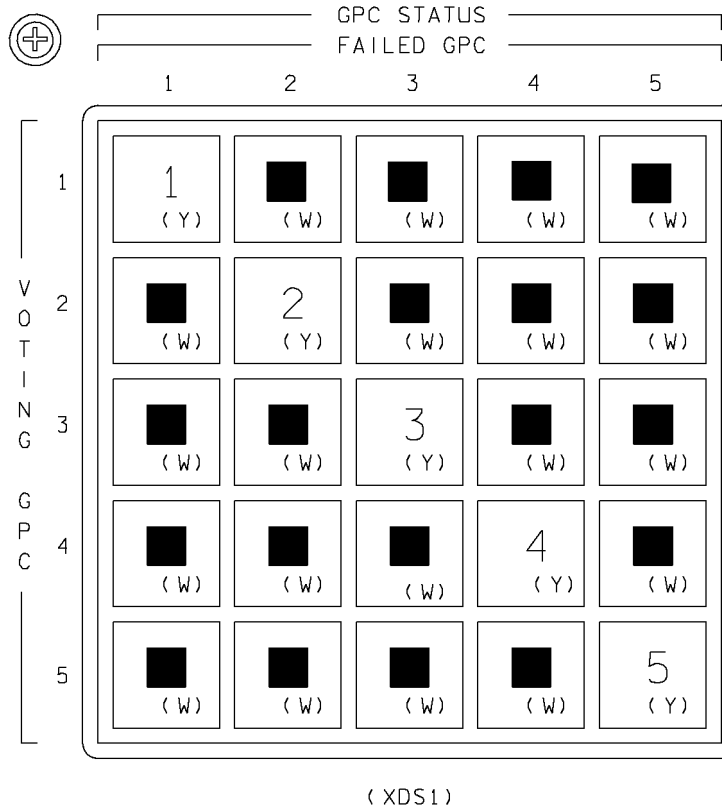 GPC STATUS
FAILED GPC
1 2 3 4 5
VOTING GPC
1 1 (Y) (W) (W) (W) (W)
2 (W) 2 (Y) (W) (W) (W)
3 (W) (W) 3 (Y) (W) (W)
4 (W) (W) (W) 4 (Y) (W)
5 (W) (W) (W) (W) 5 (Y)
(XDS1)